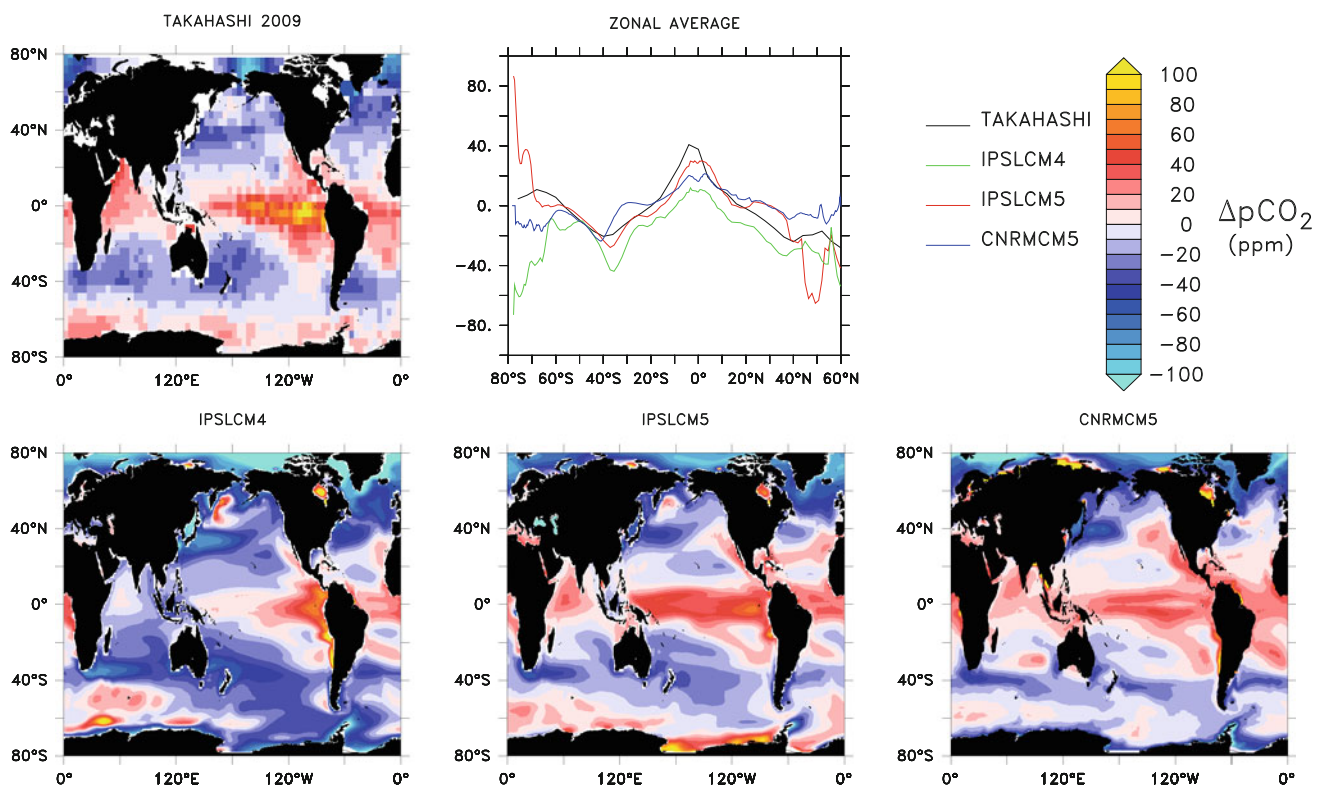 TAKAHASHI 2009
80°N
40°N
0°
40°S
80°S
0°
120°E
120°W
0°
ZONAL AVERAGE
80.
40.
0.
-40.
-80.
80°S 60°S 40°S 20°S 0° 20°N 40°N 60°N
TAKAHASHI
IPSLCM4
IPSLCM5
CNRMCM5
100
80
60
40
20
0
-20
-40
-60
-80
-100
ΔpCO₂
(ppm)
IPSLCM4
80°N
40°N
0°
40°S
80°S
0°
120°E
120°W
0°
IPSLCM5
80°N
40°N
0°
40°S
80°S
0°
120°E
120°W
0°
CNRMCM5
80°N
40°N
0°
40°S
80°S
0°
120°E
120°W
0°